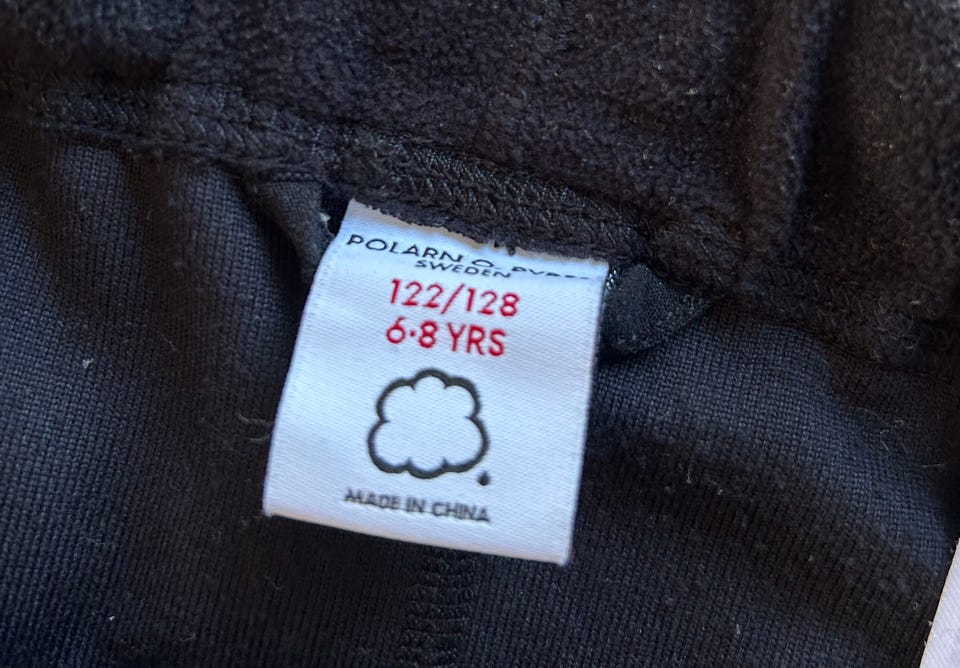 POLARN O. PYRET
SWEDEN
122/128
6-8 YRS
MADE IN CHINA